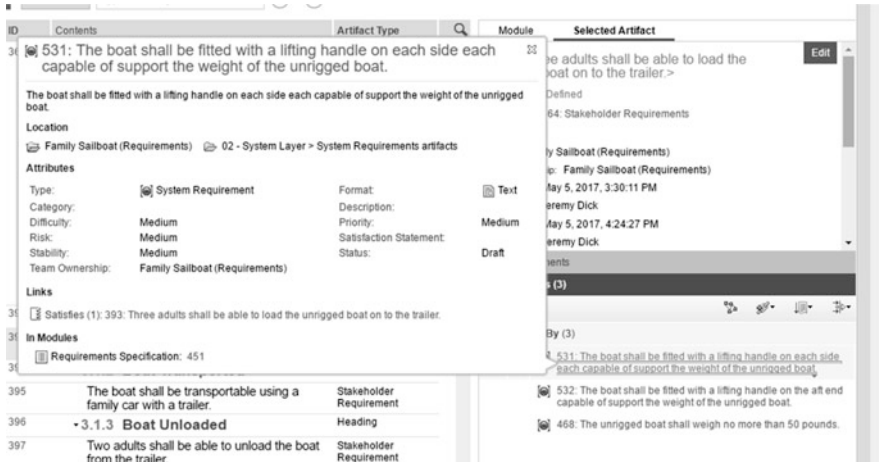 ID Contents Artifact Type
Module Selected Artifact
531: The boat shall be fitted with a lifting handle on each side each
capable of support the weight of the unrigged boat.
The boat shall be fitted with a lifting handle on each side each capable of support the weight of the unrigged
boat.
Location
Family Sailboat (Requirements) 02 - System Layer > System Requirements artifacts
Attributes
Type: System Requirement Format: Text
Category: Description:
Difficulty: Medium Priority: Medium
Risk: Medium Satisfaction Statement:
Stability: Medium Status: Draft
Team Ownership: Family Sailboat (Requirements)
Links
Satisfies (1): 393: Three adults shall be able to load the unrigged boat on to the trailer.
In Modules
Requirements Specification: 451
395 The boat shall be transportable using a Stakeholder
family car with a trailer. Requirement
396 3.1.3 Boat Unloaded Heading
397 Two adults shall be able to unload the boat Stakeholder
from the trailer. Requirement
Edit
adults shall be able to load the
boat on to the trailer.>
Defined
64: Stakeholder Requirements
Sailboat (Requirements)
Family Sailboat (Requirements)
May 5, 2017, 3:30:11 PM
Jeremy Dick
May 5, 2017, 4:24:27 PM
Jeremy Dick
(3)
By (3)
531: The boat shall be fitted with a lifting handle on each side
each capable of support the weight of the unrigged boat.
532: The boat shall be fitted with a lifting handle on the aft end
capable of support the weight of the unrigged boat.
468: The unrigged boat shall weigh no more than 50 pounds.